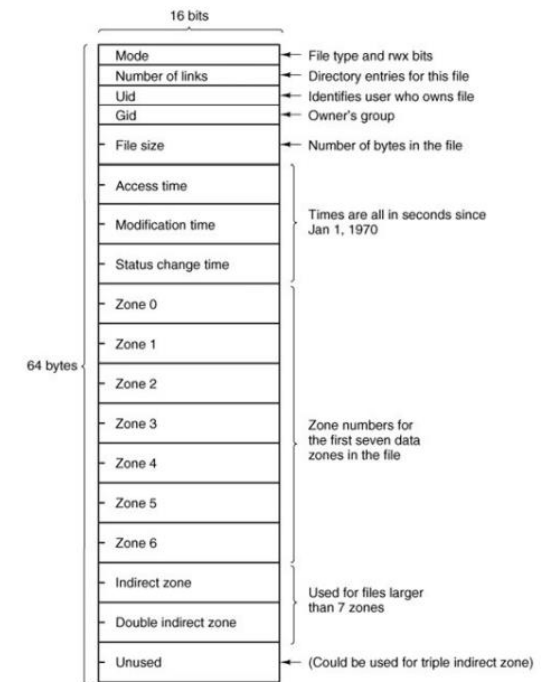 16 bits
Mode
File type and rwx bits
Number of links
Directory entries for this file
Uid
Identifies user who owns file
Gid
Owner's group
File size
Number of bytes in the file
Access time
Modification time
Status change time
Times are all in seconds since
Jan 1, 1970
64 bytes
Zone 0
Zone 1
Zone 2
Zone 3
Zone 4
Zone 5
Zone 6
Zone numbers for
the first seven data
zones in the file
Indirect zone
Double indirect zone
Used for files larger
than 7 zones
Unused
(Could be used for triple indirect zone)